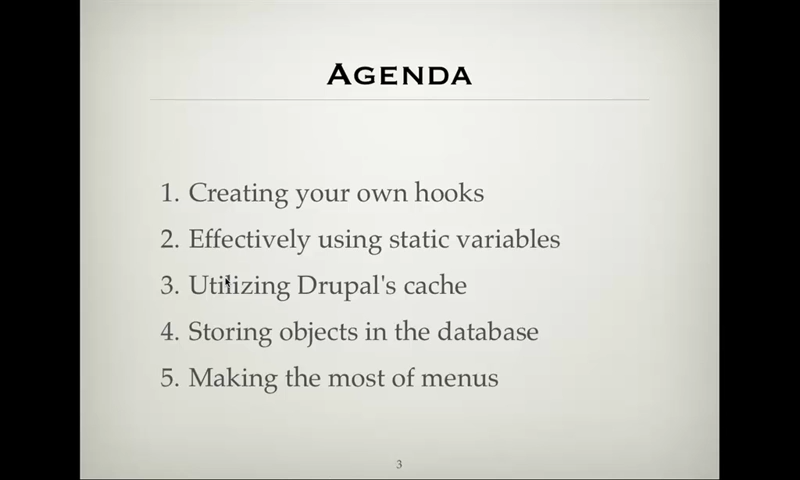 AGENDA
1. Creating your own hooks
2. Effectively using static variables
3. Utilizing Drupal's cache
4. Storing objects in the database
5. Making the most of menus
3